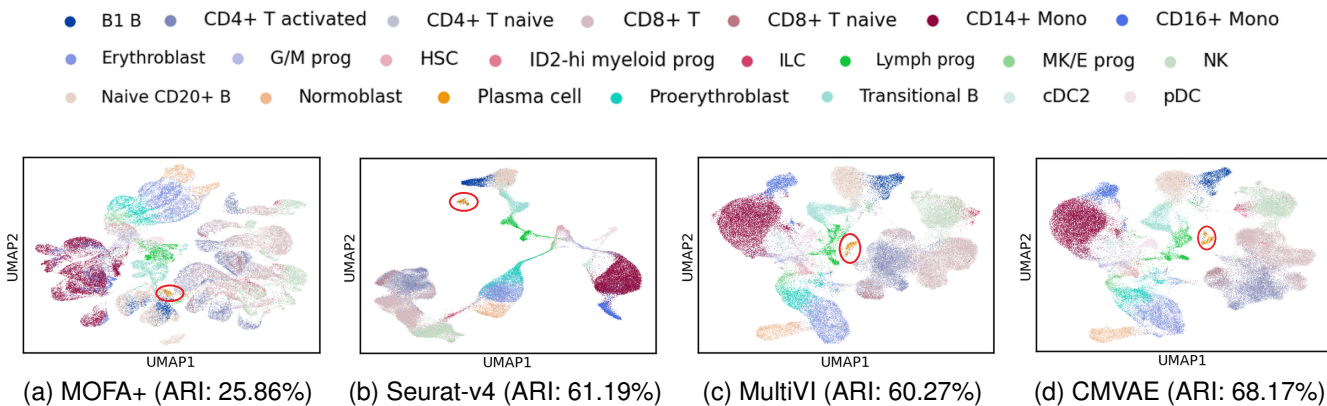 B1 B CD4+ T activated CD4+ T naive CD8+ T CD8+ T naive CD14+ Mono CD16+ Mono
Erythroblast G/M prog HSC ID2-hi myeloid prog ILC Lymph prog MK/E prog NK
Naive CD20+ B Normoblast Plasma cell Proerythroblast Transitional B cDC2 pDC
UMAP2 UMAP2 UMAP2 UMAP2
UMAP1 UMAP1 UMAP1 UMAP1
(a) MOFA+ (ARI: 25.86%) (b) Seurat-v4 (ARI: 61.19%) (c) MultiVI (ARI: 60.27%) (d) CMVAE (ARI: 68.17%)